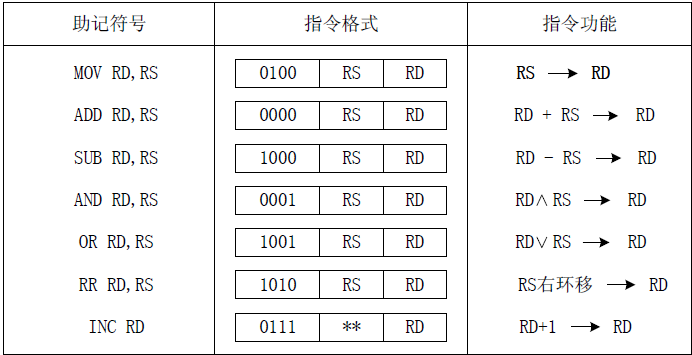 助记符号 指令格式 指令功能
MOV RD,RS 0100 RS RD RS → RD
ADD RD,RS 0000 RS RD RD + RS → RD
SUB RD,RS 1000 RS RD RD - RS → RD
AND RD,RS 0001 RS RD RD∧RS → RD
OR RD,RS 1001 RS RD RD∨RS → RD
RR RD,RS 1010 RS RD RS右环移 → RD
INC RD 0111 ** RD RD+1 → RD